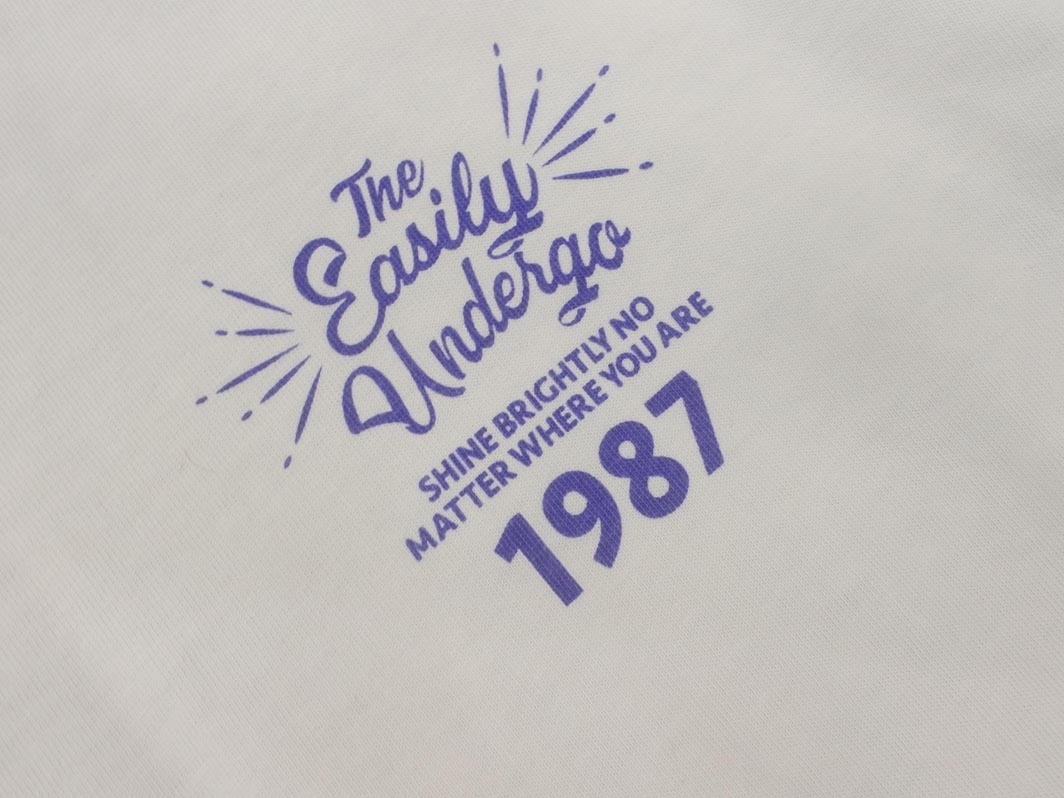 The
Easily
Undergo
SHINE BRIGHTLY NO
MATTER WHERE YOU ARE
1987